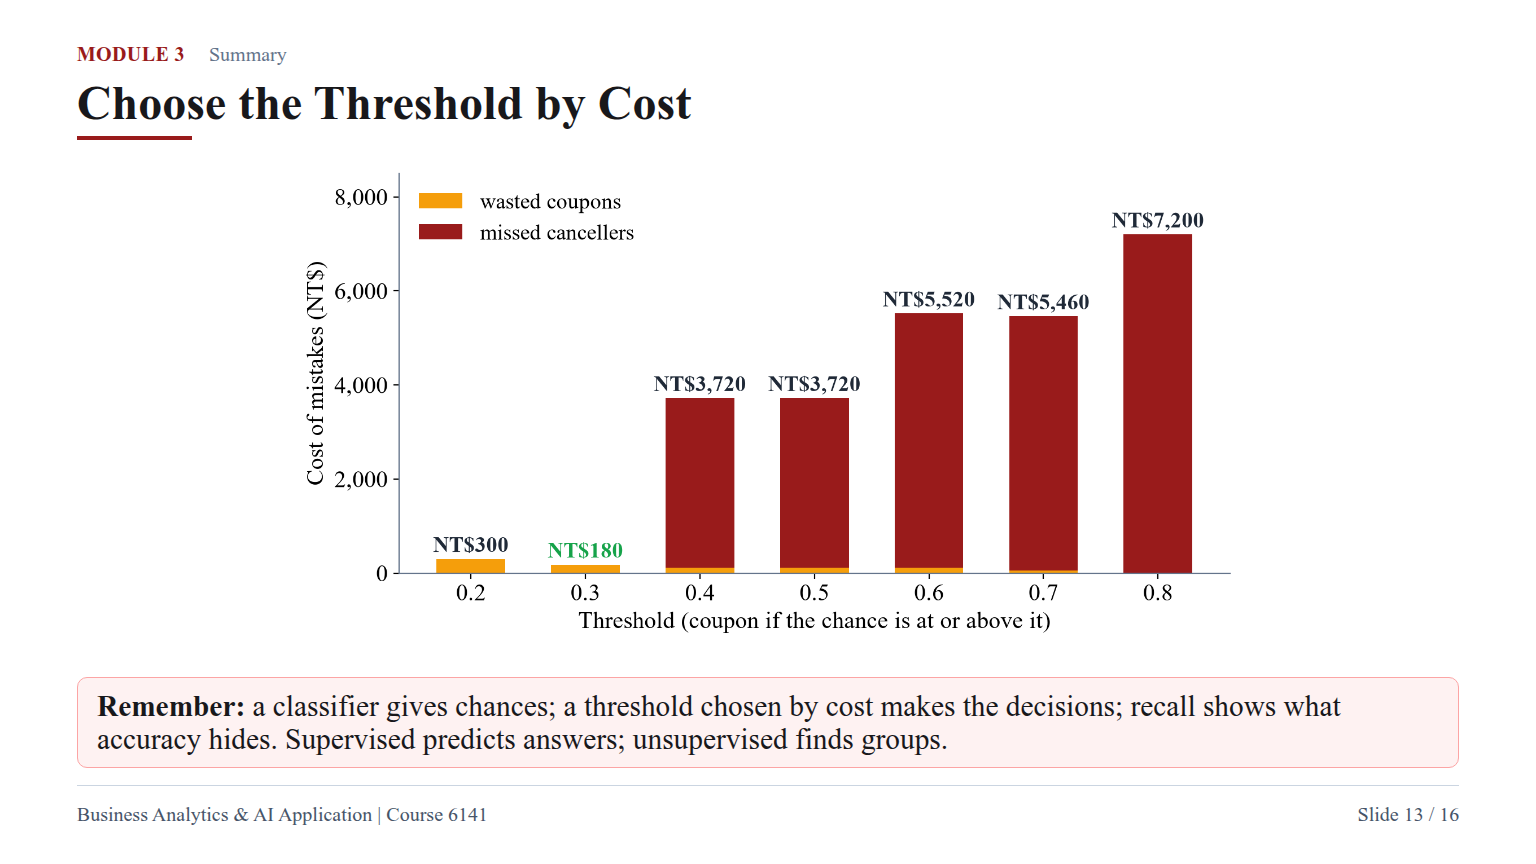 MODULE 3 Summary
Choose the Threshold by Cost
wasted coupons
missed cancellers
Cost of mistakes (NT$)
8,000
6,000
4,000
2,000
0
NT$300
NT$180
NT$3,720
NT$3,720
NT$5,520
NT$5,460
NT$7,200
0.2 0.3 0.4 0.5 0.6 0.7 0.8
Threshold (coupon if the chance is at or above it)
Remember: a classifier gives chances; a threshold chosen by cost makes the decisions; recall shows what
accuracy hides. Supervised predicts answers; unsupervised finds groups.
Business Analytics & AI Application | Course 6141
Slide 13 / 16